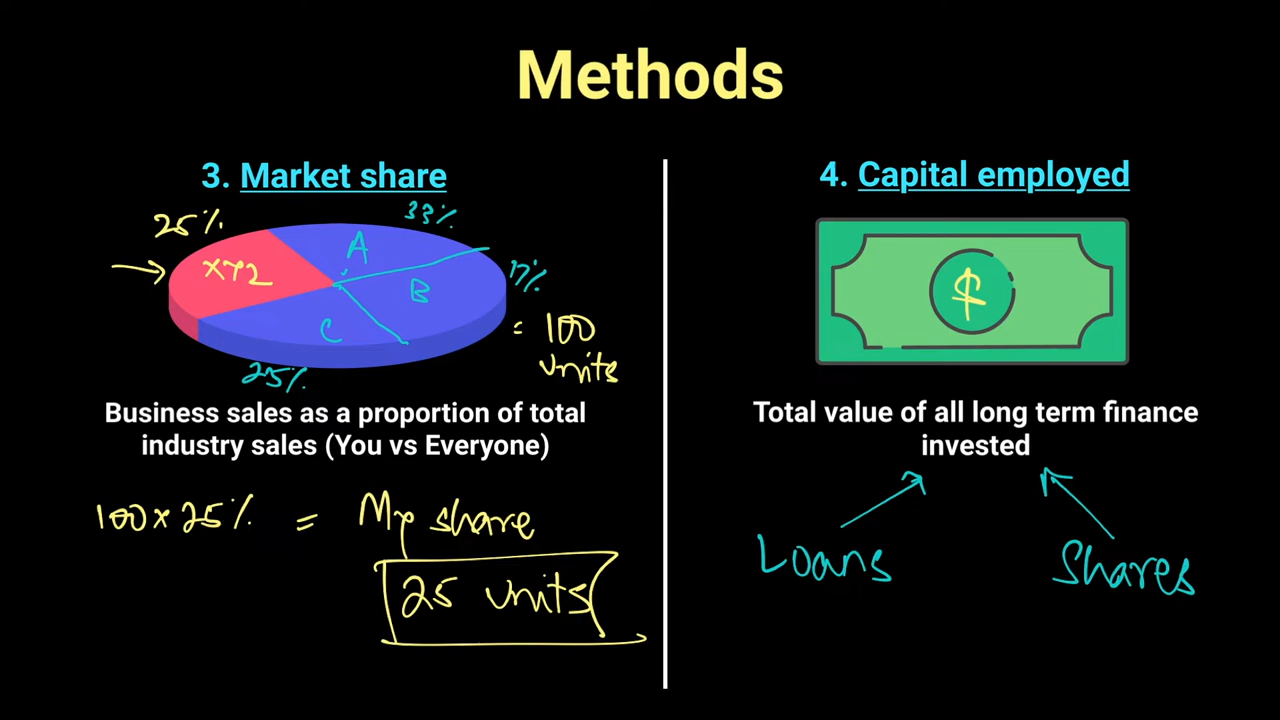 Methods
3. Market share
25%
33%
A
XYZ
B
17%
C
= 100
units
25%
Business sales as a proportion of total
industry sales (You vs Everyone)
100 x 25% = My share
25 units
4. Capital employed
$
Total value of all long term finance
invested
Loans
Shares